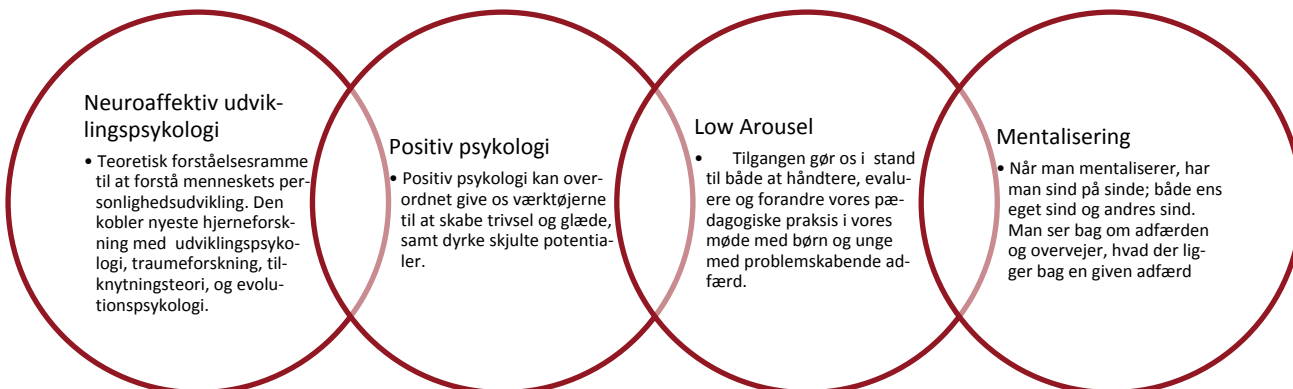 Neuroaffektiv udvik-
lingspsykologi
• Teoretisk forståelsesramme
til at forstå menneskets per-
sonlighedsudvikling. Den
kobler nyeste hjerneforsk-
ning med udviklingspsyko-
logi, traumeforskning, til-
knytningsteori, og evolu-
tionspsykologi.
Positiv psykologi
• Positiv psykologi kan over-
ordnet give os værktøjerne
til at skabe trivsel og glæde,
samt dyrke skjulte potentia-
ler.
Low Arousel
• Tilgangen gør os i stand
til både at håndtere, evalu-
ere og forandre vores pæ-
dagogiske praksis i vores
møde med børn og unge
med problemskabende ad-
færd.
Mentalisering
• Når man mentaliserer, har
man sind på sinde; både ens
eget sind og andres sind.
Man ser bag om adfærden
og overvejer, hvad der lig-
ger bag en given adfærd